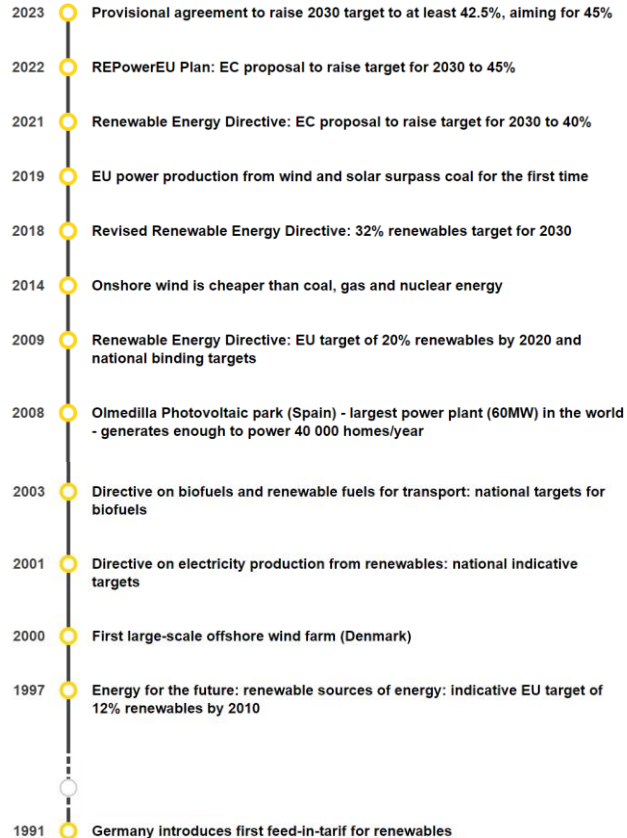 2023 Provisional agreement to raise 2030 target to at least 42.5%, aiming for 45%
2022 REPowerEU Plan: EC proposal to raise target for 2030 to 45%
2021 Renewable Energy Directive: EC proposal to raise target for 2030 to 40%
2019 EU power production from wind and solar surpass coal for the first time
2018 Revised Renewable Energy Directive: 32% renewables target for 2030
2014 Onshore wind is cheaper than coal, gas and nuclear energy
2009 Renewable Energy Directive: EU target of 20% renewables by 2020 and
national binding targets
2008 Olmedilla Photovoltaic park (Spain) - largest power plant (60MW) in the world
- generates enough to power 40 000 homes/year
2003 Directive on biofuels and renewable fuels for transport: national targets for
biofuels
2001 Directive on electricity production from renewables: national indicative
targets
2000 First large-scale offshore wind farm (Denmark)
1997 Energy for the future: renewable sources of energy: indicative EU target of
12% renewables by 2010
1991 Germany introduces first feed-in-tarif for renewables